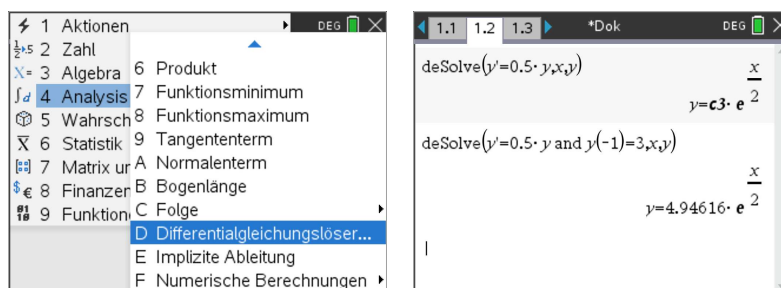 1 Aktionen
DEG
2 Zahl
3 Algebra
4 Analysis
5 Wahrsch
6 Statistik
7 Matrix ur
8 Finanzen
9 Funktion
6 Produkt
7 Funktionsminimum
8 Funktionsmaximum
9 Tangententerm
A Normalenterm
B Bogenlänge
C Folge
D Differentialgleichungslöser...
E Implizite Ableitung
F Numerische Berechnungen
1.1 1.2 1.3 *Dok DEG
deSolve(y'=0.5·y,x,y)
y=c3·e^(x/2)
deSolve(y'=0.5·y and y(-1)=3,x,y)
y=4.94616·e^(x/2)